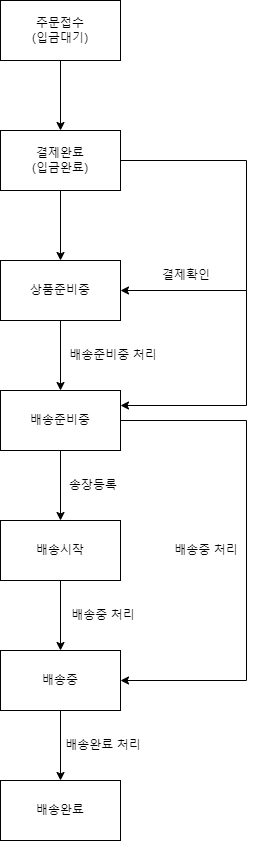 주문접수
(입금대기)
결제완료
(입금완료)
결제확인
상품준비중
배송준비중 처리
배송준비중
송장등록
배송시작
배송중 처리
배송중 처리
배송중
배송완료 처리
배송완료